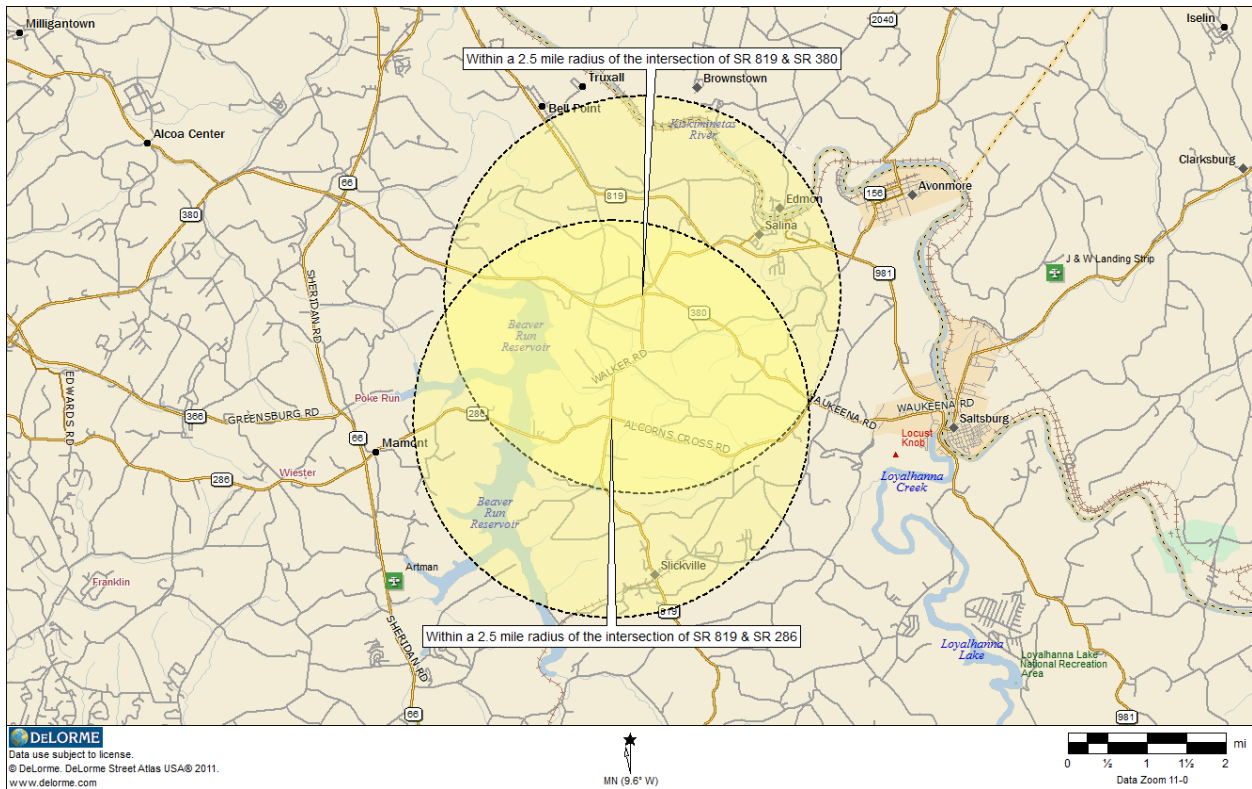 Milligantown
2040
Iselin
Within a 2.5 mile radius of the intersection of SR 819 & SR 380
Truxall
Brownstown
Bell Point
Kiskiminetas
River
Alcoa Center
Clarksburg
66
819
156
Avonmore
Edmon
380
Salina
981
J & W Landing Strip
SHERIDAN RD
380
Beaver
Run
Reservoir
WALKER RD
EDWARDS RD
Poke Run
366
GREENSBURG RD
286
WAUKEENA RD
WAUKEENA RD
66
ALCORNS CROSS RD
Saltsburg
Mamont
Locust
Knob
Wiester
286
Loyalhanna
Creek
Beaver
Run
Reservoir
Artman
Slickville
Franklin
819
SHERIDAN RD
Within a 2.5 mile radius of the intersection of SR 819 & SR 286
Loyalhanna
Lake
Loyalhanna Lake
National Recreation
Area
66
981
DELORME
Data use subject to license.
© DeLorme. DeLorme Street Atlas USA® 2011.
www.delorme.com
MN (9.6° W)
mi
0 ½ 1 1½ 2
Data Zoom 11-0